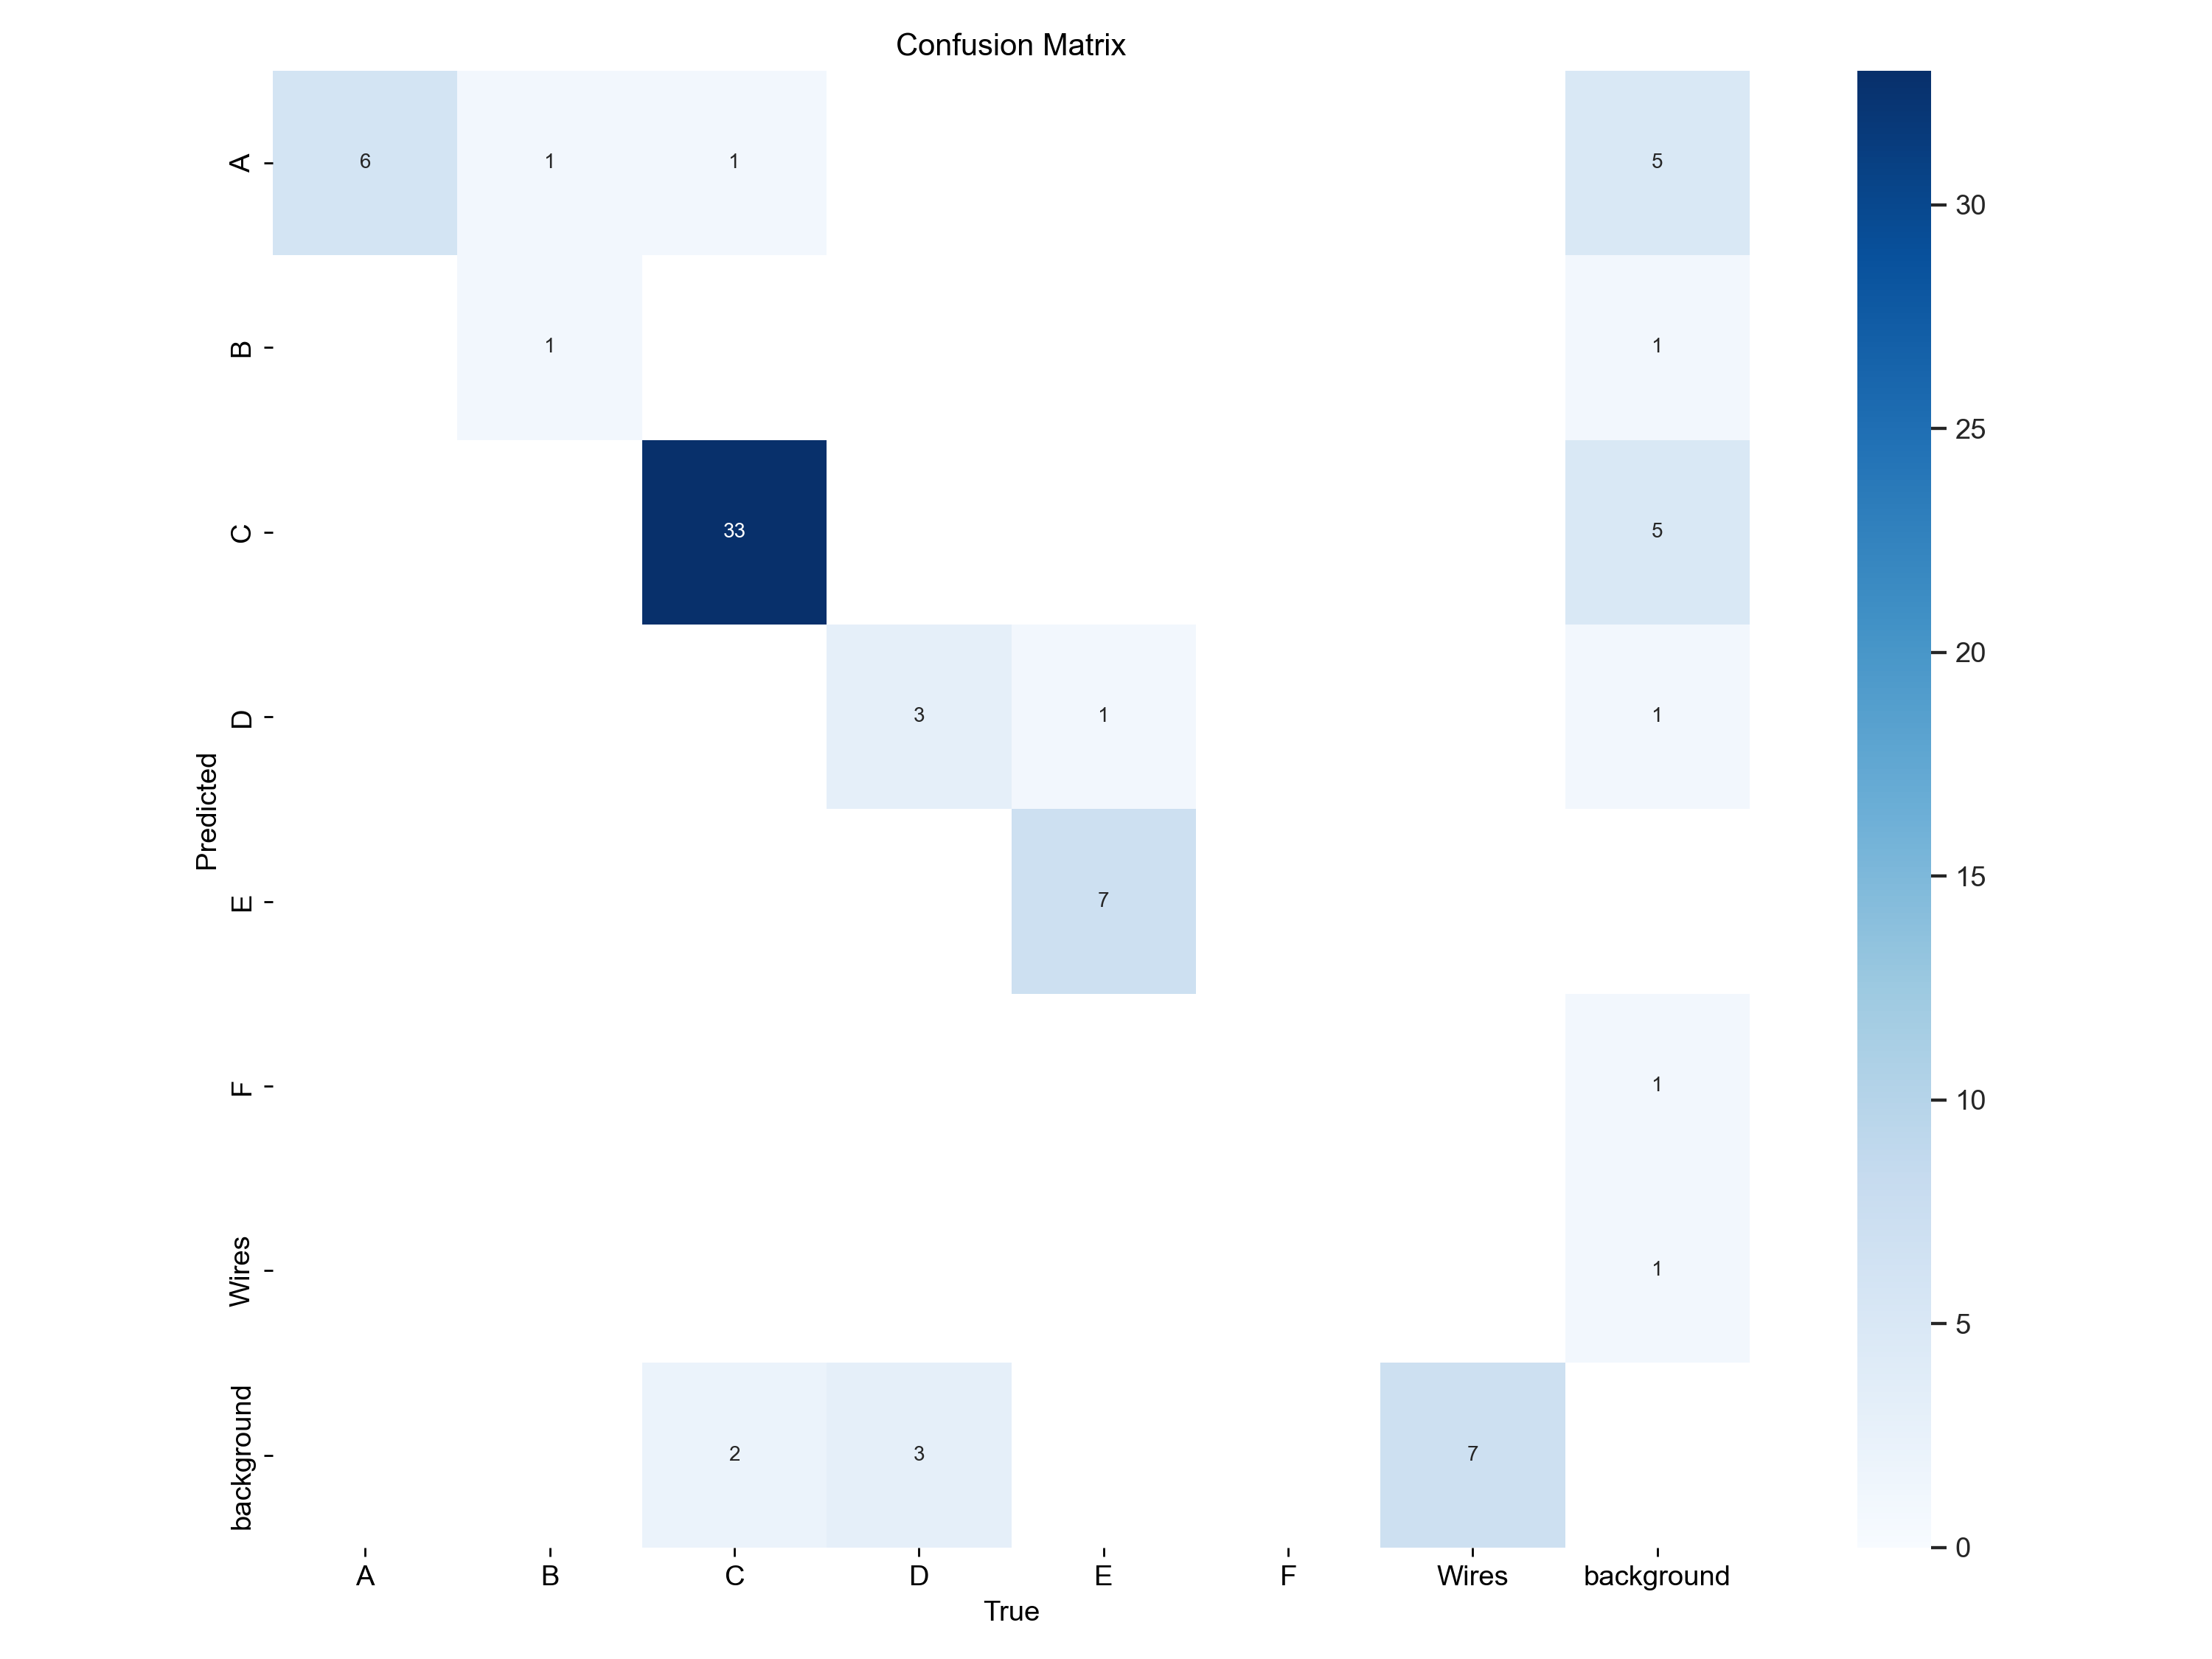 Confusion Matrix
A 6 1 1 5
B 1 1
C 33 5
D 3 1 1
E 7
F 1
Wires 1
background 2 3 7
A B C D E F Wires background
True
Predicted
30
25
20
15
10
5
0